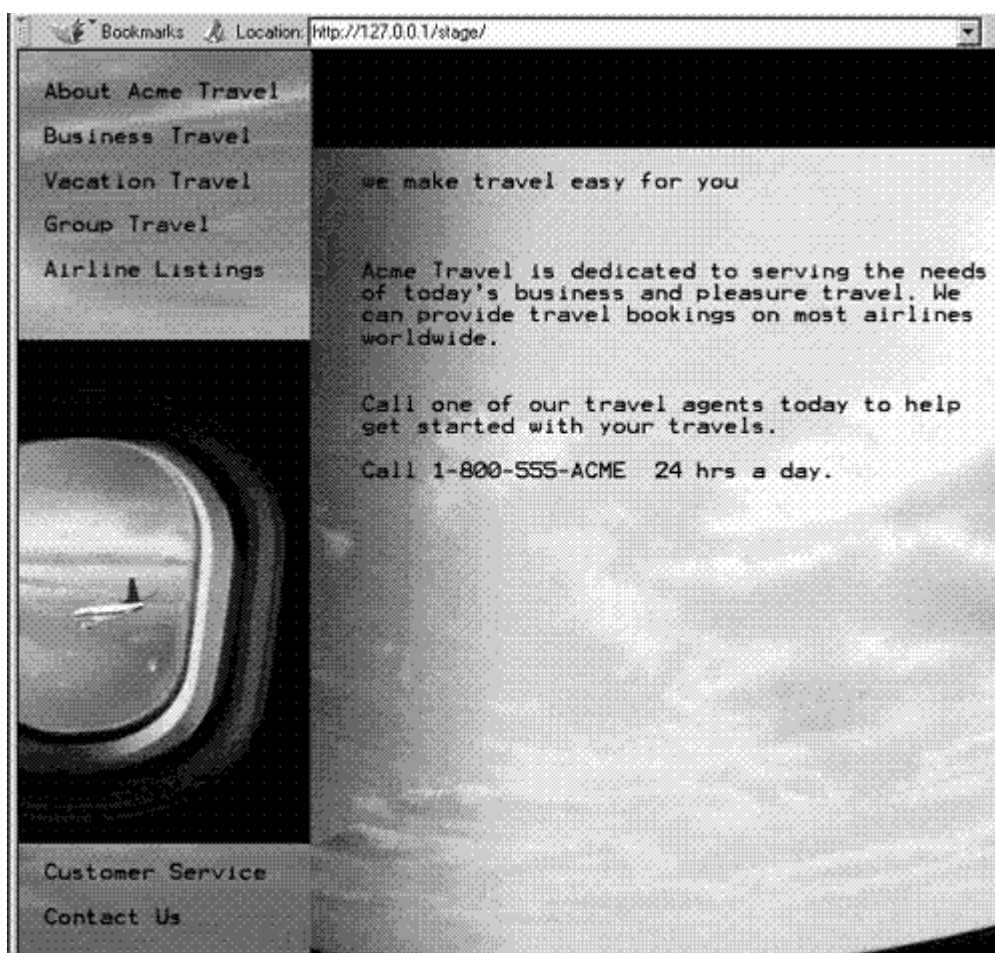 Bookmarks Location: http://127.0.0.1/stage/
About Acme Travel
Business Travel
Vacation Travel
Group Travel
Airline Listings
we make travel easy for you
Acme Travel is dedicated to serving the needs
of today's business and pleasure travel. We
can provide travel bookings on most airlines
worldwide.
Call one of our travel agents today to help
get started with your travels.
Call 1-800-555-ACME 24 hrs a day.
Customer Service
Contact Us